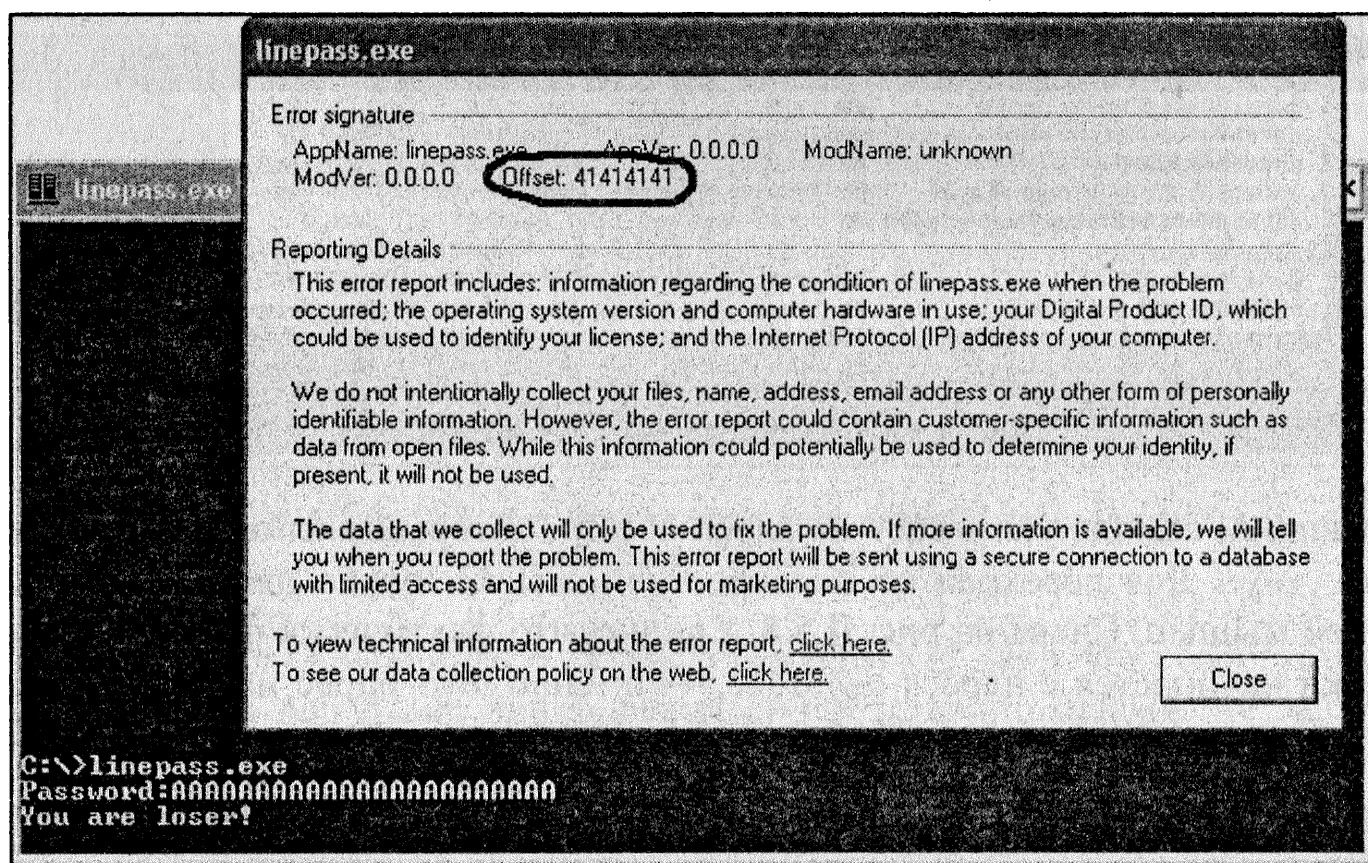 linepass.exe
Error signature
AppName: linepass.exe AppVer: 0.0.0.0 ModName: unknown
ModVer: 0.0.0.0 Offset: 41414141
linepass.exe
Reporting Details
This error report includes: information regarding the condition of linepass.exe when the problem
occurred; the operating system version and computer hardware in use; your Digital Product ID, which
could be used to identify your license; and the Internet Protocol (IP) address of your computer.
We do not intentionally collect your files, name, address, email address or any other form of personally
identifiable information. However, the error report could contain customer-specific information such as
data from open files. While this information could potentially be used to determine your identity, if
present, it will not be used.
The data that we collect will only be used to fix the problem. If more information is available, we will tell
you when you report the problem. This error report will be sent using a secure connection to a database
with limited access and will not be used for marketing purposes.
To view technical information about the error report, click here.
To see our data collection policy on the web, click here.
Close
C:\>linepass.exe
Password:AAAAAAAAAAAAAAAAAAAAAAA
You are loser!